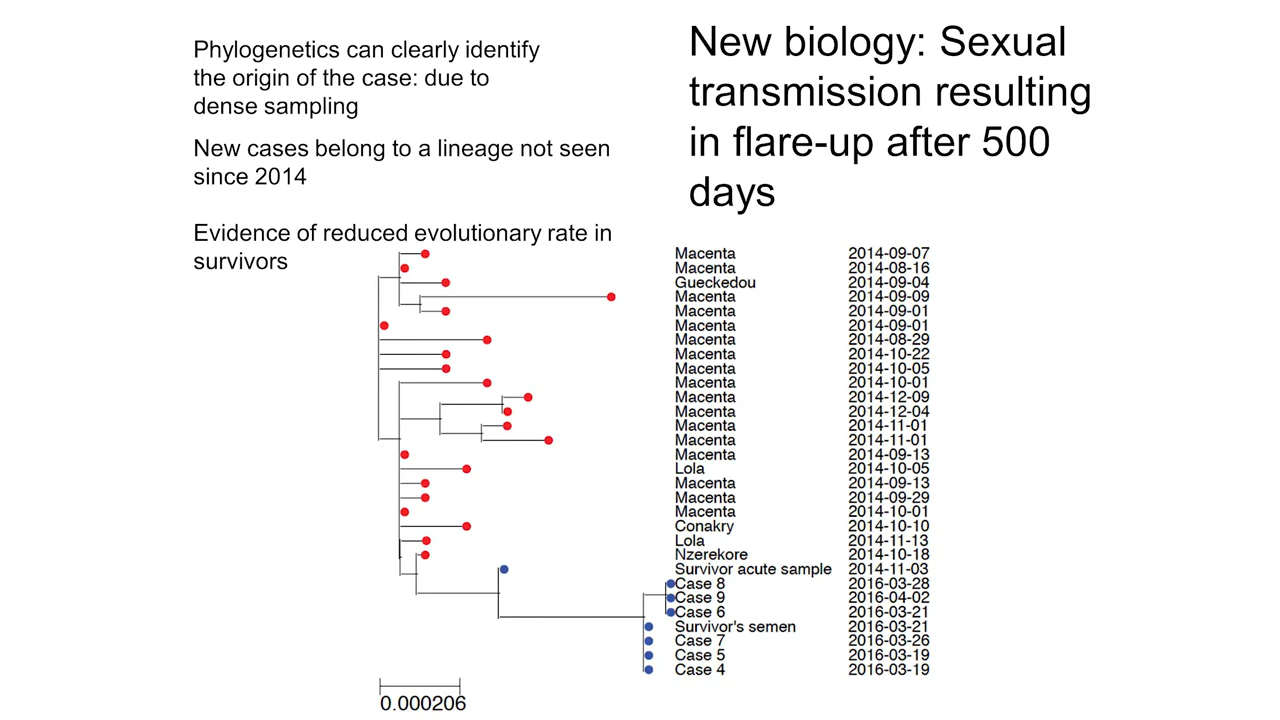 Phylogenetics can clearly identify
the origin of the case: due to
dense sampling
New cases belong to a lineage not seen
since 2014
Evidence of reduced evolutionary rate in
survivors
New biology: Sexual
transmission resulting
in flare-up after 500
days
Macenta 2014-09-07
Macenta 2014-08-16
Gueckedou 2014-09-04
Macenta 2014-09-09
Macenta 2014-09-01
Macenta 2014-09-01
Macenta 2014-08-29
Macenta 2014-10-22
Macenta 2014-10-05
Macenta 2014-10-01
Macenta 2014-12-09
Macenta 2014-12-04
Macenta 2014-11-01
Macenta 2014-11-01
Macenta 2014-09-13
Lola 2014-10-05
Macenta 2014-09-13
Macenta 2014-09-29
Macenta 2014-10-01
Conakry 2014-10-10
Lola 2014-11-13
Nzerekore 2014-10-18
Survivor acute sample 2014-11-03
Case 8 2016-03-28
Case 9 2016-04-02
Case 6 2016-03-21
Survivor's semen 2016-03-21
Case 7 2016-03-26
Case 5 2016-03-19
Case 4 2016-03-19
0.000206